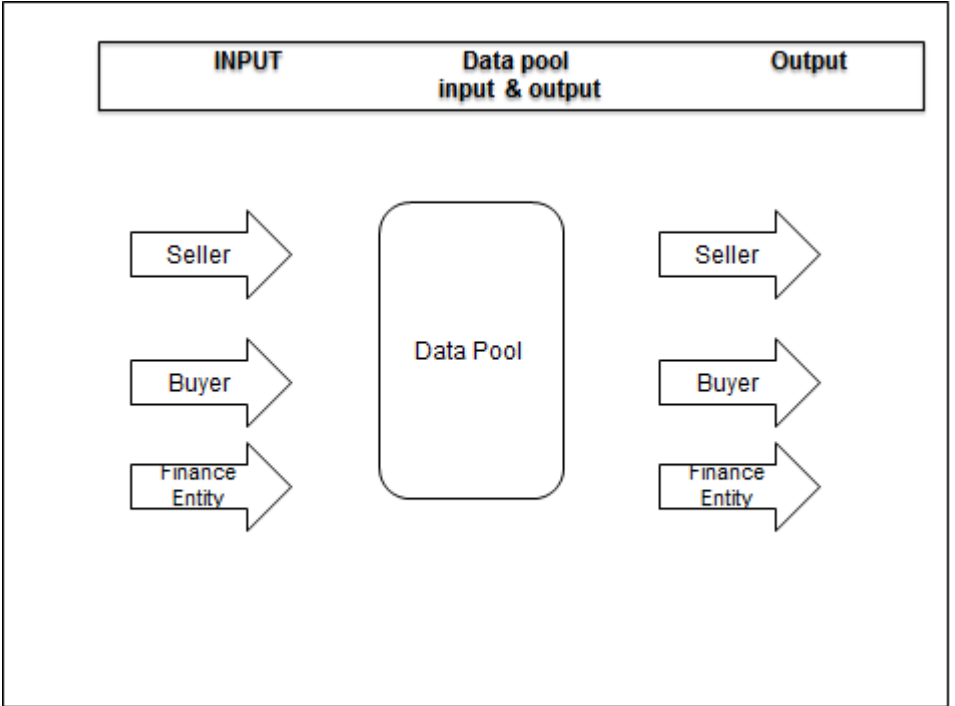 INPUT
Data pool
input & output
Output
Seller
Buyer
Finance
Entity
Data Pool
Seller
Buyer
Finance
Entity